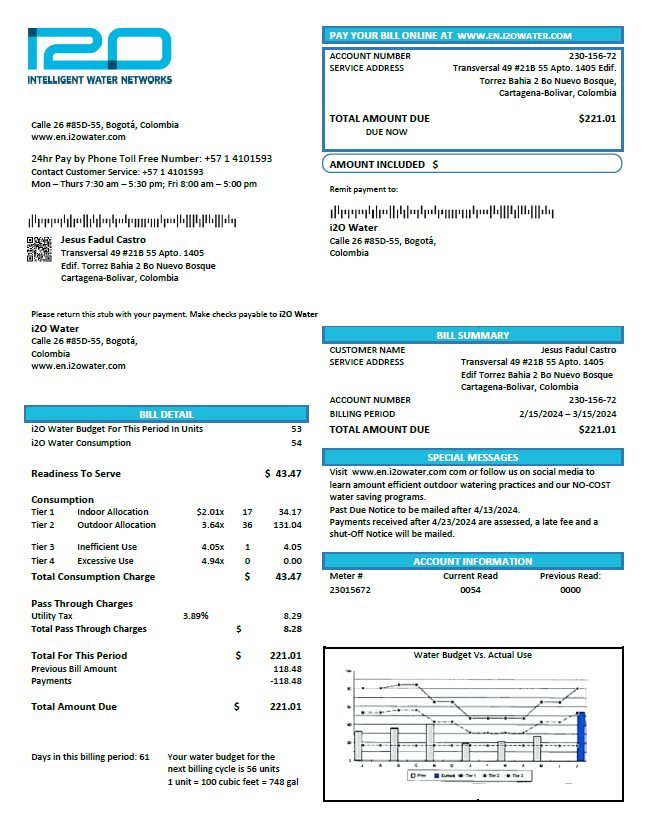 i2O
INTELLIGENT WATER NETWORKS
Calle 26 #85D-55, Bogotá, Colombia
www.en.i2owater.com
24hr Pay by Phone Toll Free Number: +57 1 4101593
Contact Customer Service: +57 1 4101593
Mon – Thurs 7:30 am – 5:30 pm; Fri 8:00 am – 5:00 pm
Jesus Fadul Castro
Transversal 49 #21B 55 Apto. 1405
Edif. Torrez Bahia 2 Bo Nuevo Bosque
Cartagena-Bolivar, Colombia
PAY YOUR BILL ONLINE AT WWW.EN.I2OWATER.COM
ACCOUNT NUMBER 230-156-72
SERVICE ADDRESS Transversal 49 #21B 55 Apto. 1405 Edif.
Torrez Bahia 2 Bo Nuevo Bosque,
Cartagena-Bolivar, Colombia
TOTAL AMOUNT DUE $221.01
DUE NOW
AMOUNT INCLUDED $
Remit payment to:
i2O Water
Calle 26 #85D-55, Bogotá,
Colombia
Please return this stub with your payment. Make checks payable to i2O Water
i2O Water
Calle 26 #85D-55, Bogotá,
Colombia
www.en.i2owater.com
BILL DETAIL
i2O Water Budget For This Period In Units 53
i2O Water Consumption 54
Readiness To Serve $ 43.47
Consumption
Tier 1 Indoor Allocation $2.01x 17 34.17
Tier 2 Outdoor Allocation 3.64x 36 131.04
Tier 3 Inefficient Use 4.05x 1 4.05
Tier 4 Excessive Use 4.94x 0 0.00
Total Consumption Charge $ 43.47
Pass Through Charges
Utility Tax 3.89% 8.29
Total Pass Through Charges $ 8.28
Total For This Period $ 221.01
Previous Bill Amount 118.48
Payments -118.48
Total Amount Due $ 221.01
Days in this billing period: 61
Your water budget for the
next billing cycle is 56 units
1 unit = 100 cubic feet = 748 gal
BILL SUMMARY
CUSTOMER NAME Jesus Fadul Castro
SERVICE ADDRESS Transversal 49 #21B 55 Apto. 1405
Edif Torrez Bahia 2 Bo Nuevo Bosque
Cartagena-Bolivar, Colombia
ACCOUNT NUMBER 230-156-72
BILLING PERIOD 2/15/2024 – 3/15/2024
TOTAL AMOUNT DUE $221.01
SPECIAL MESSAGES
Visit www.en.i2owater.com com or follow us on social media to
learn amount efficient outdoor watering practices and our NO-COST
water saving programs.
Past Due Notice to be mailed after 4/13/2024.
Payments received after 4/23/2024 are assessed, a late fee and a
shut-Off Notice will be mailed.
ACCOUNT INFORMATION
Meter # Current Read Previous Read:
23015672 0054 0000
Water Budget Vs. Actual Use
80
60
40
20
0
J A S O N D J F M A M J J
Prior Current Tier 1 Tier 2 Tier 3